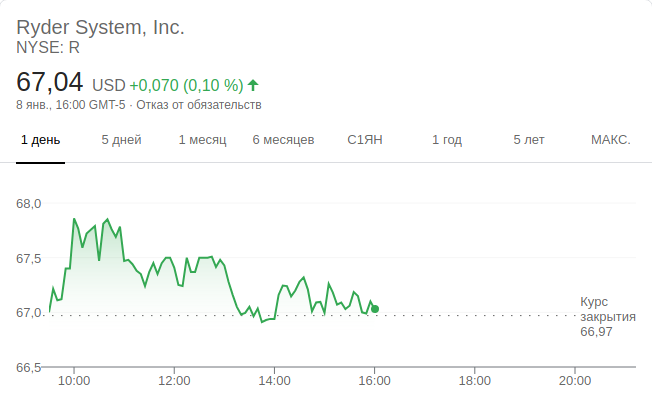 Ryder System, Inc.
NYSE: R
67,04 USD +0,070 (0,10 %)
8 янв., 16:00 GMT-5 · Отказ от обязательств
1 день 5 дней 1 месяц 6 месяцев С1ЯН 1 год 5 лет МАКС.
68,0
67,5
67,0
Курс
закрытия
66,97
66,5
10:00 12:00 14:00 16:00 18:00 20:00